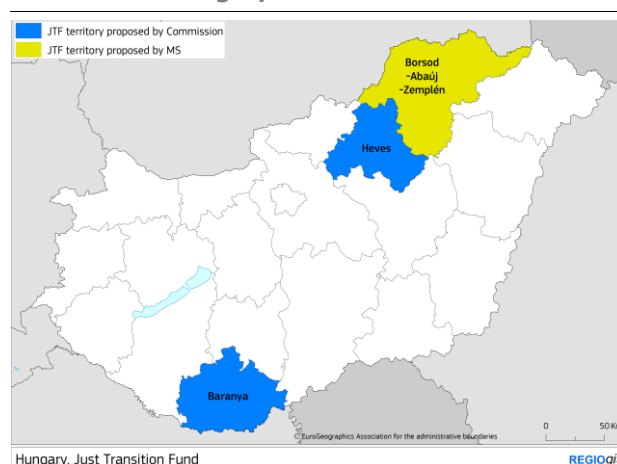 JTF territory proposed by Commission
JTF territory proposed by MS
Borsod
-Abaúj
-Zemplén
Heves
Baranya
0 50
© EuroGeographics Association for the administrative boundaries
Hungary, Just Transition Fund